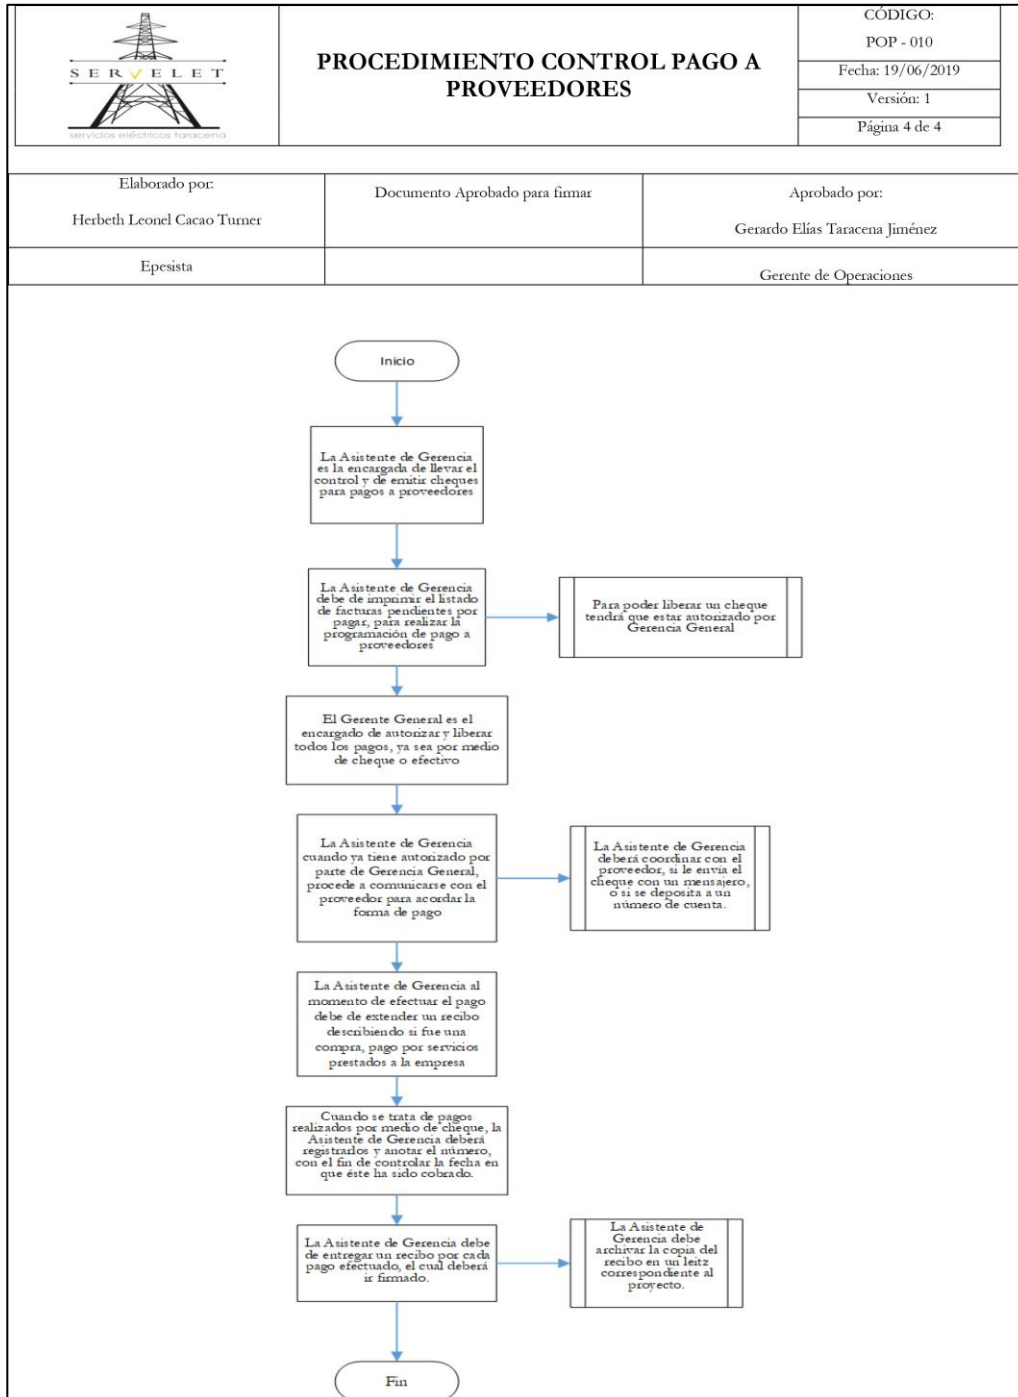 SERVELET
servicios eléctricos taracena
PROCEDIMIENTO CONTROL PAGO A
PROVEEDORES
CÓDIGO:
POP - 010
Fecha: 19/06/2019
Versión: 1
Página 4 de 4
Elaborado por:
Herbeth Leonel Cacao Turner
Documento Aprobado para firmar
Aprobado por:
Gerardo Elías Taracena Jiménez
Epesista
Gerente de Operaciones
Inicio
La Asistente de Gerencia
es la encargada de llevar el
control y de emitir cheques
para pagos a proveedores
La Asistente de Gerencia
debe de imprimir el listado
de facturas pendientes por
pagar, para realizar la
programación de pago a
proveedores
Para poder liberar un cheque
tendrá que estar autorizado por
Gerencia General
El Gerente General es el
encargado de autorizar y liberar
todos los pagos, ya sea por medio
de cheque o efectivo
La Asistente de Gerencia
cuando ya tiene autorizado por
parte de Gerencia General,
procede a comunicarse con el
proveedor para acordar la
forma de pago
La Asistente de Gerencia
deberá coordinar con el
proveedor, si le envía el
cheque con un mensajero,
o si se deposita a un
número de cuenta.
La Asistente de Gerencia al
momento de efectuar el pago
debe de extender un recibo
describiendo si fue una
compra, pago por servicios
prestados a la empresa
Cuando se trata de pagos
realizados por medio de cheque, la
Asistente de Gerencia deberá
registrarlos y anotar el número,
con el fin de controlar la fecha en
que éste ha sido cobrado.
La Asistente de Gerencia debe
de entregar un recibo por cada
pago efectuado, el cual deberá
ir firmado.
La Asistente de
Gerencia debe
archivar la copia del
recibo en un leitz
correspondiente al
proyecto.
Fin